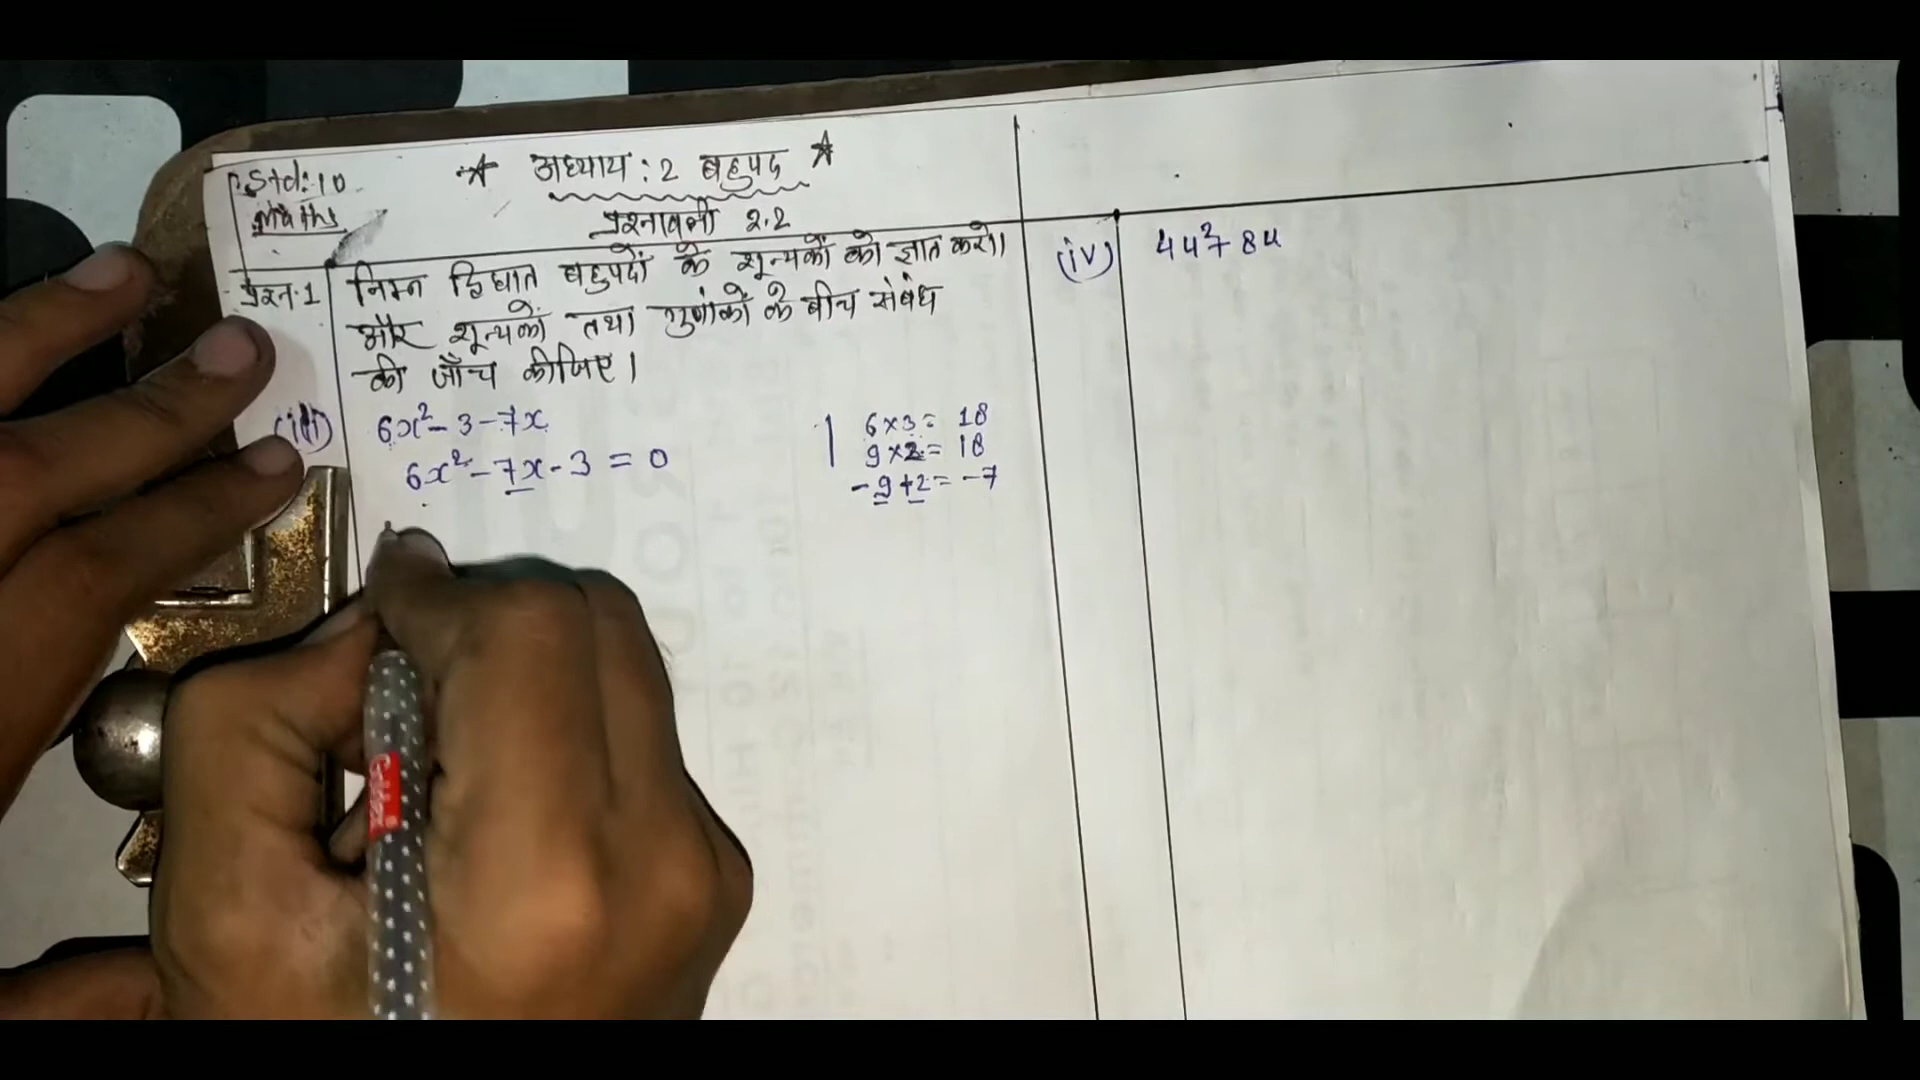 Std:10
Maths
★ अध्याय : 2 बहुपद ★
प्रश्नावली 2.2
प्रश्न.1 निम्न द्विघात बहुपदों के शून्यकों को ज्ञात करो।
और शून्यकों तथा गुणांकों के बीच संबंध
की जाँच कीजिए।
(iii) 6x² - 3 - 7x
6x² - 7x - 3 = 0
6 × 3 = 18
9 × 2 = 18
- 9 + 2 = -7
(iv) 4u² + 8u
Cello